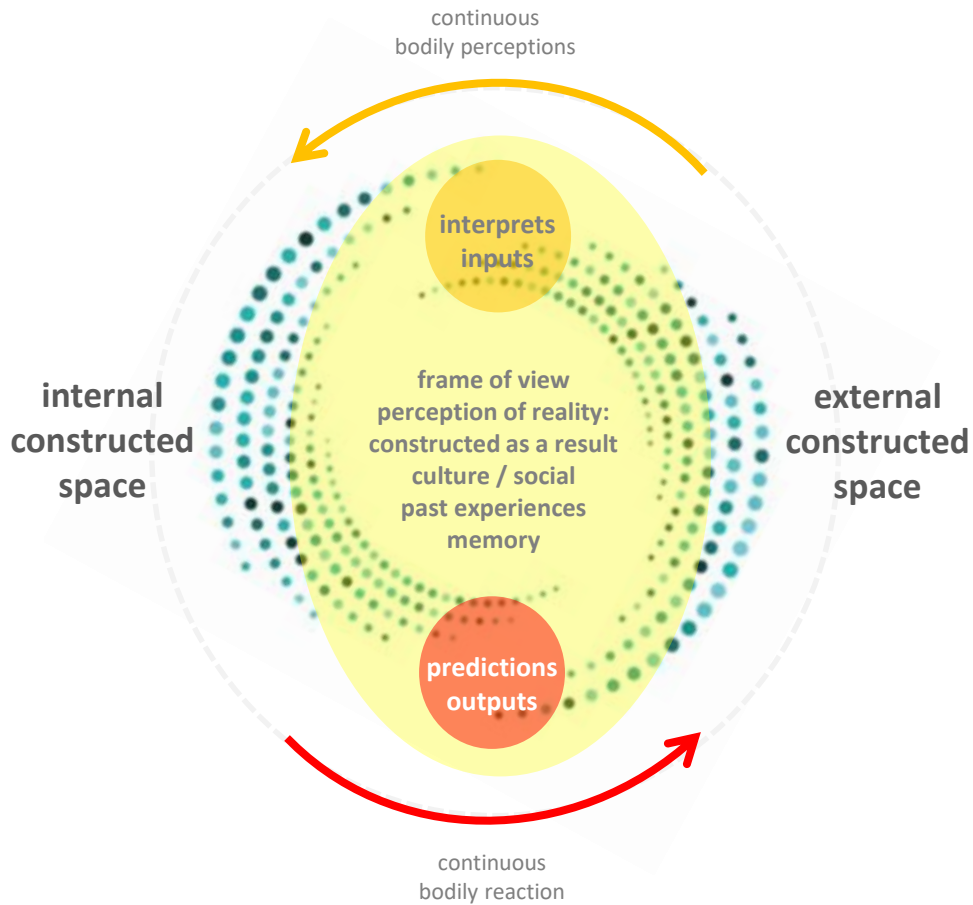 continuous
bodily perceptions
interprets
inputs
internal
constructed
space
frame of view
perception of reality:
constructed as a result
culture / social
past experiences
memory
external
constructed
space
predictions
outputs
continuous
bodily reaction